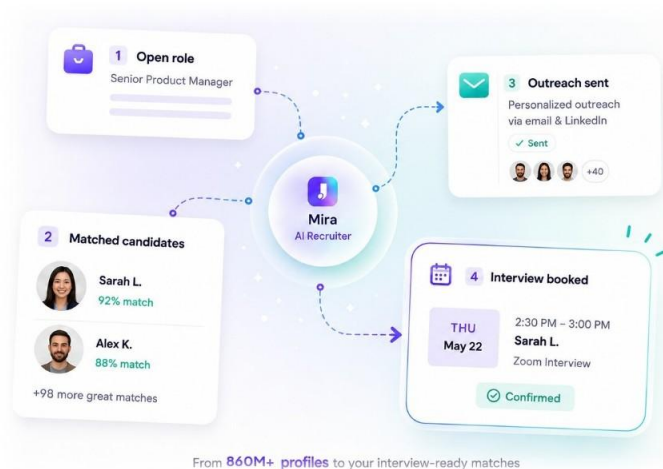 1 Open role
Senior Product Manager
2 Matched candidates
Sarah L.
92% match
Alex K.
88% match
+98 more great matches
J
Mira
AI Recruiter
3 Outreach sent
Personalized outreach
via email & LinkedIn
✓ Sent
+40
4 Interview booked
THU
May 22
2:30 PM – 3:00 PM
Sarah L.
Zoom Interview
Confirmed
From 860M+ profiles to your interview-ready matches